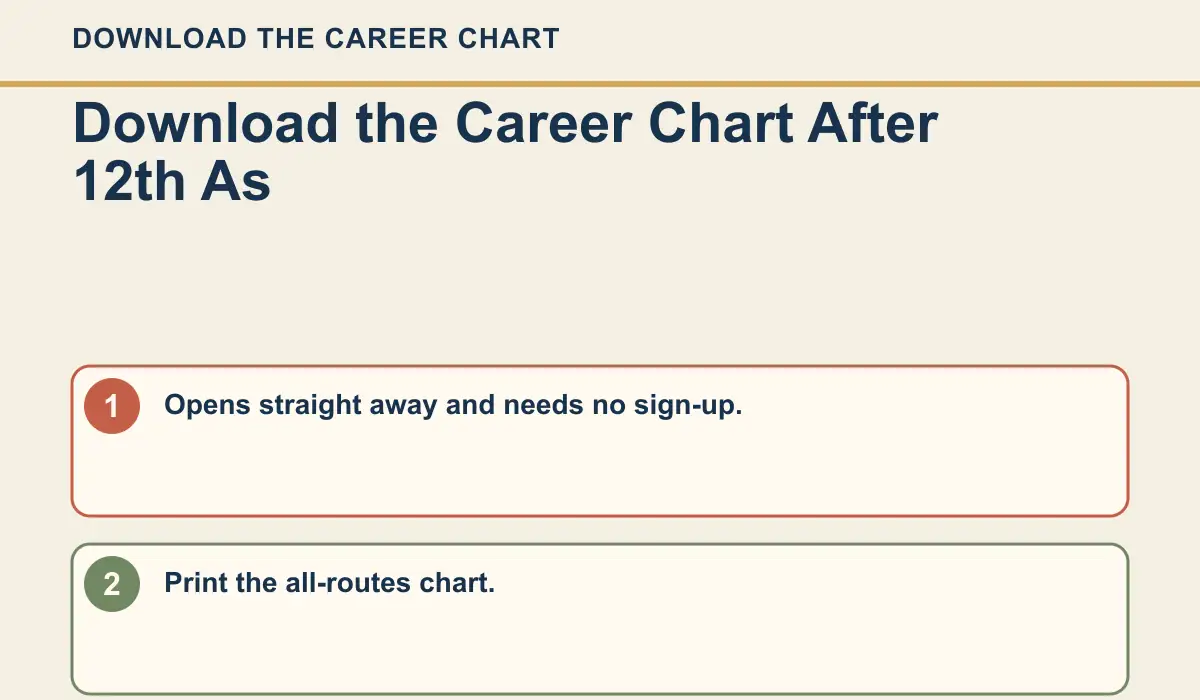 DOWNLOAD THE CAREER CHART
Download the Career Chart After
12th As
1
Opens straight away and needs no sign-up.
2
Print the all-routes chart.